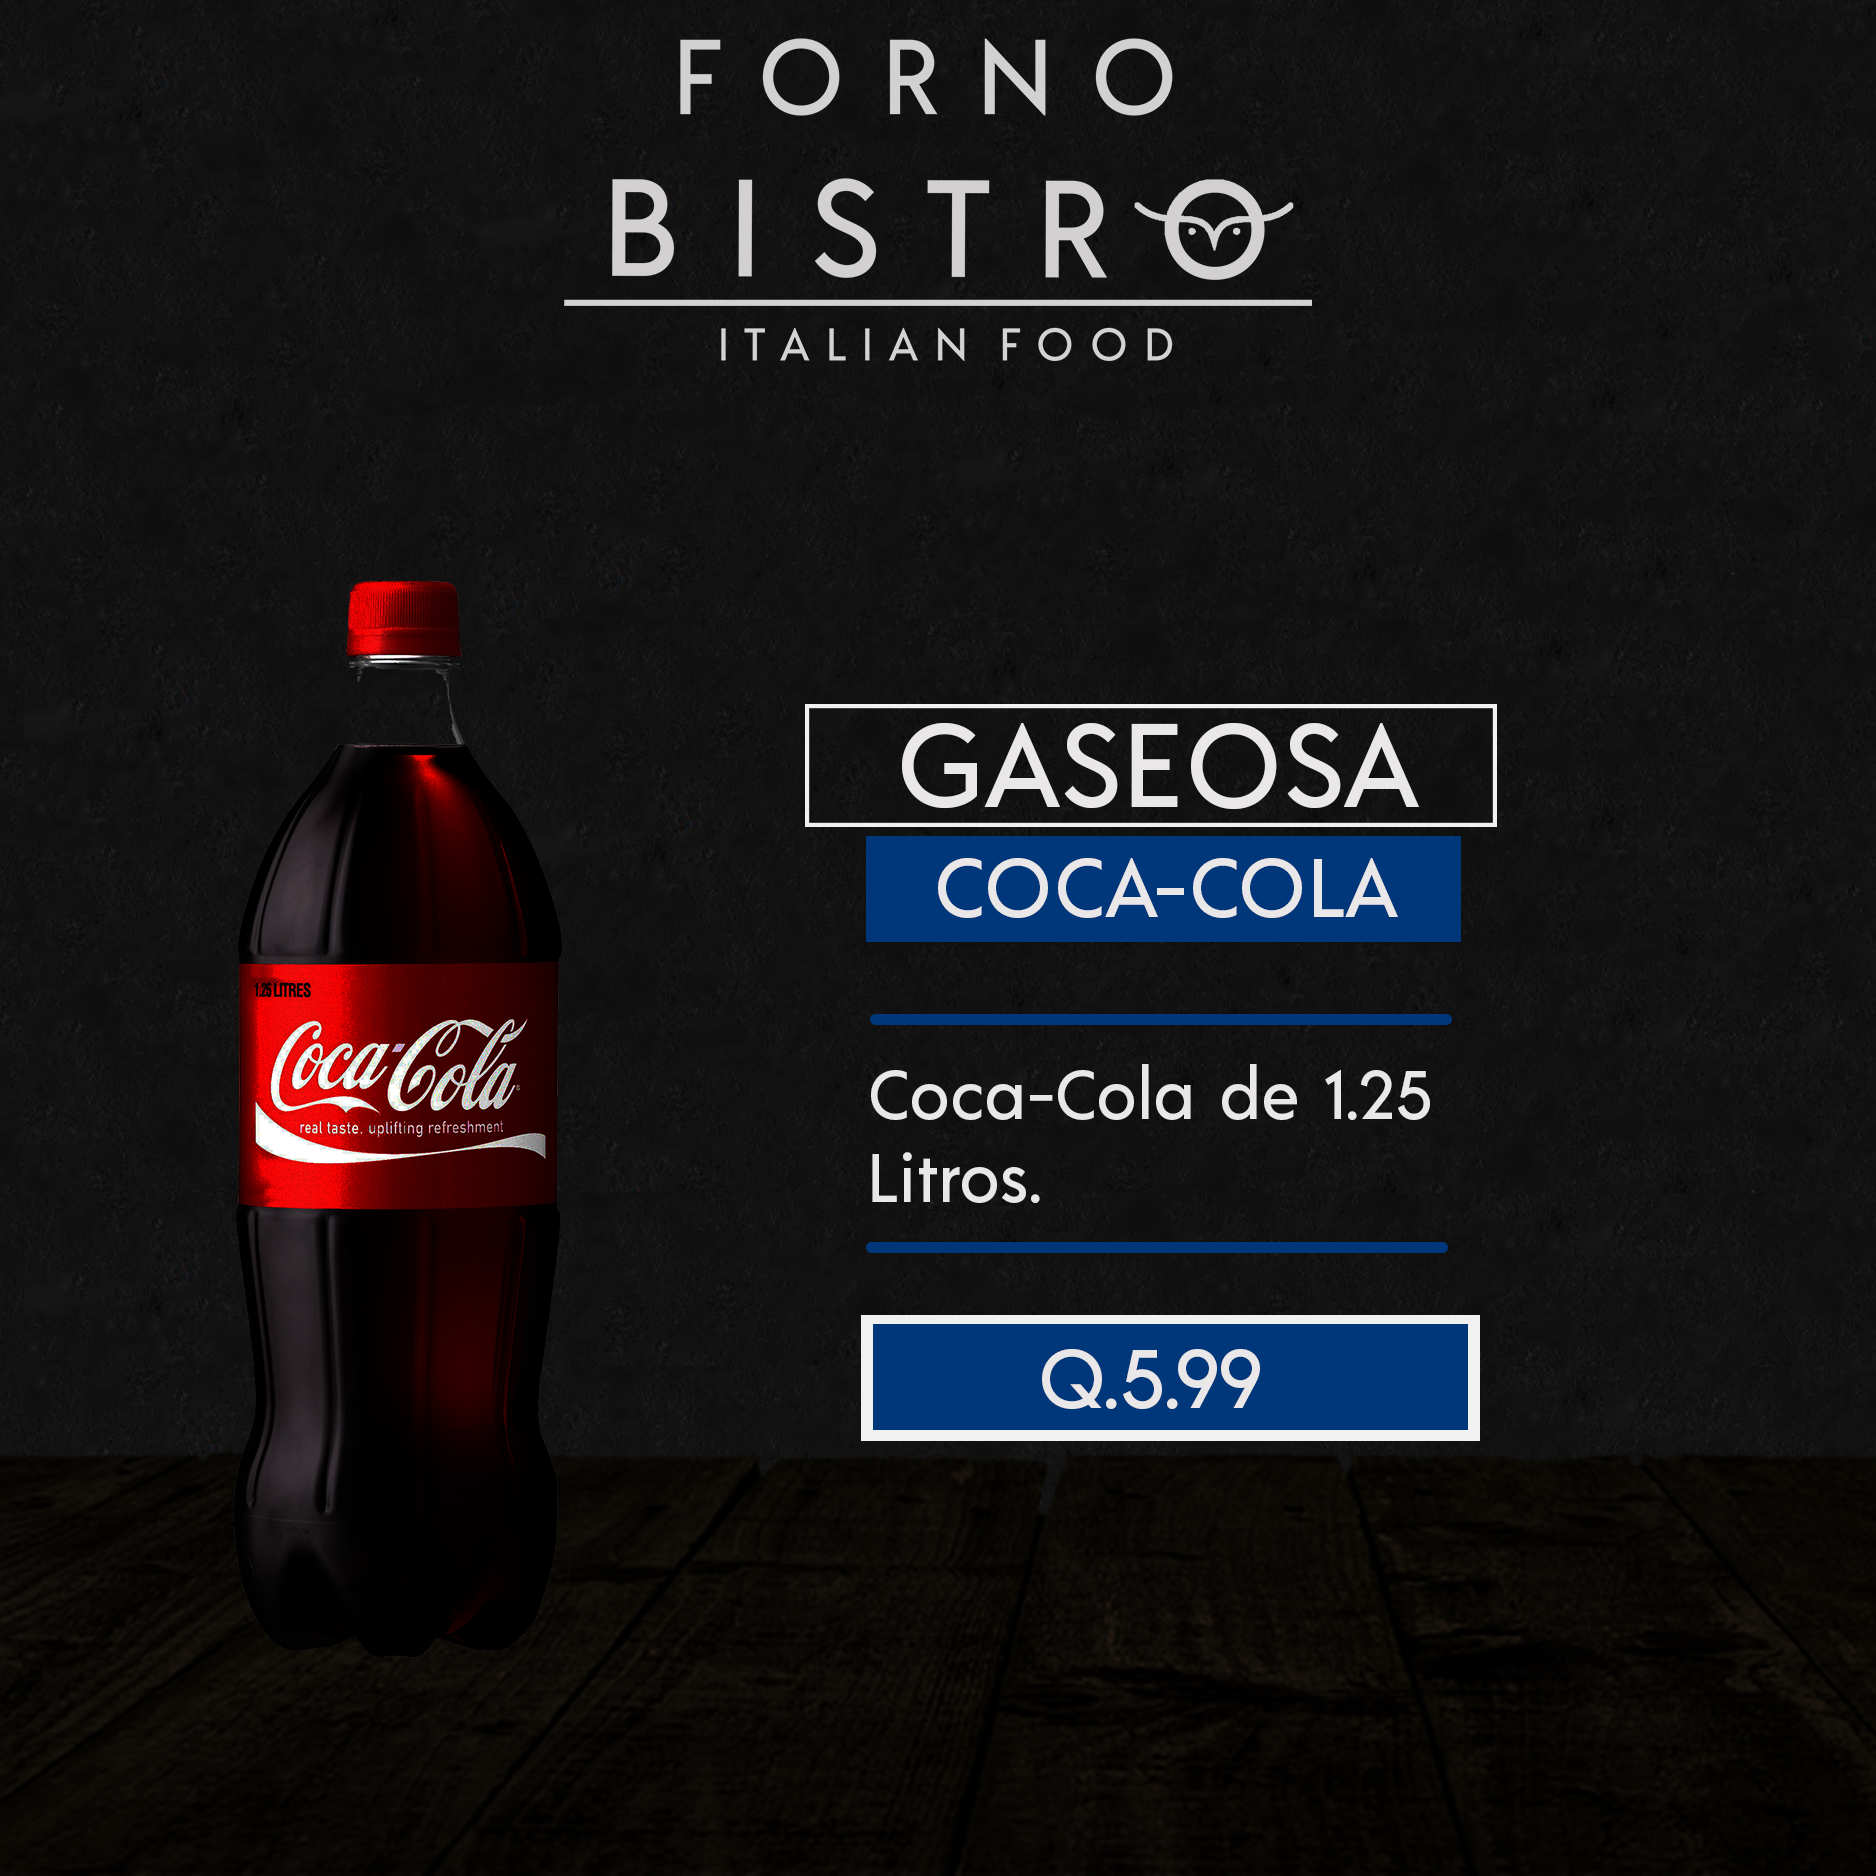 FORNO
BISTRO
ITALIAN FOOD
GASEOSA
COCA-COLA
1.25 LITRES
Coca-Cola
real taste. uplifting refreshment
Coca-Cola de 1.25
Litros.
Q.5.99